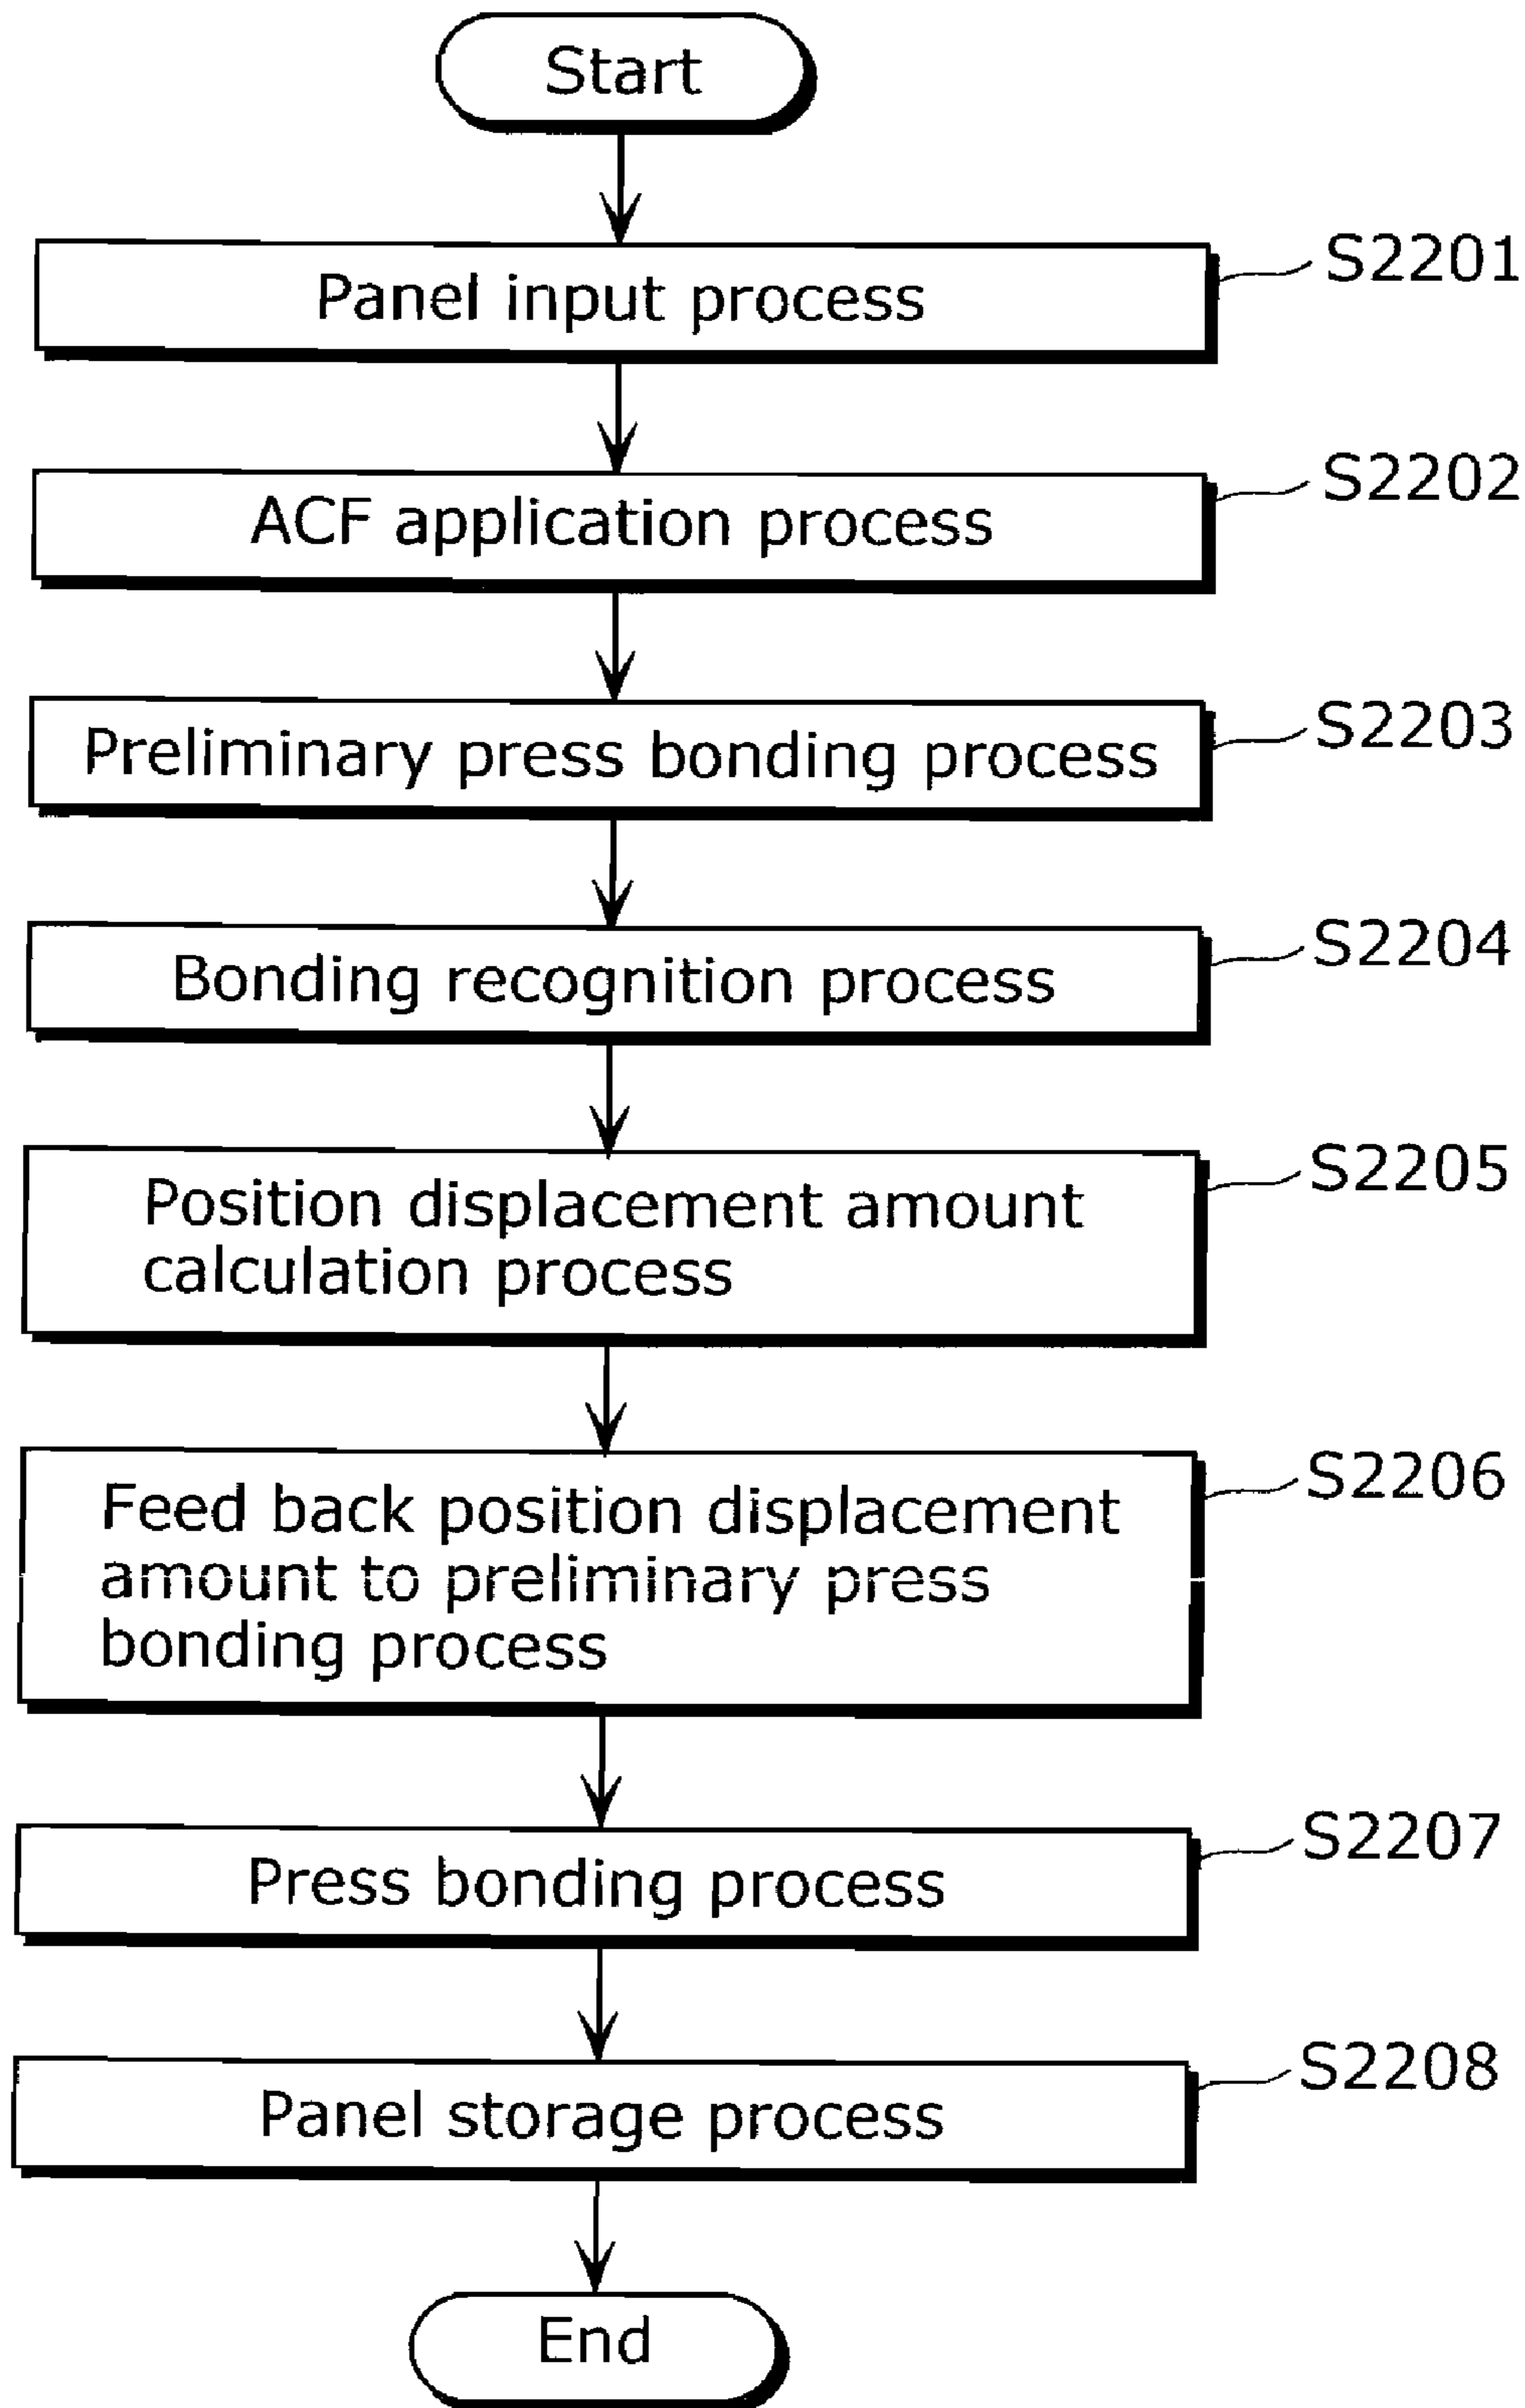 Start
Panel input process
S2201
ACF application process
S2202
Preliminary press bonding process
S2203
Bonding recognition process
S2204
Position displacement amount
calculation process
S2205
Feed back position displacement
amount to preliminary press
bonding process
S2206
Press bonding process
S2207
Panel storage process
S2208
End